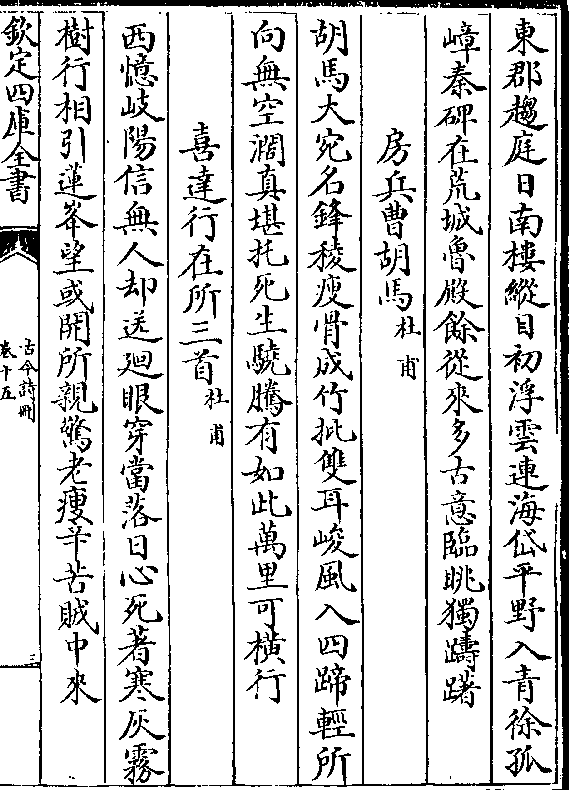 東郡趨庭日南樓縱目初浮雲連海岱平野入青徐孤
嶂秦碑在荒城魯殿餘從來多古意臨眺獨躊躇
房兵曹胡馬杜甫
胡馬大宛名鋒稜瘦骨成竹批雙耳峻風入四蹄輕所
向無空濶真堪托死生驍騰有如此萬里可橫行
喜達行在所三首杜甫
西憶岐陽信無人却送廻眼穿當落日心死著寒灰霧
樹行相引蓮峯望或開所親驚老瘦辛苦賊中來
欽定四庫全書
古今詩刪
卷十五
三